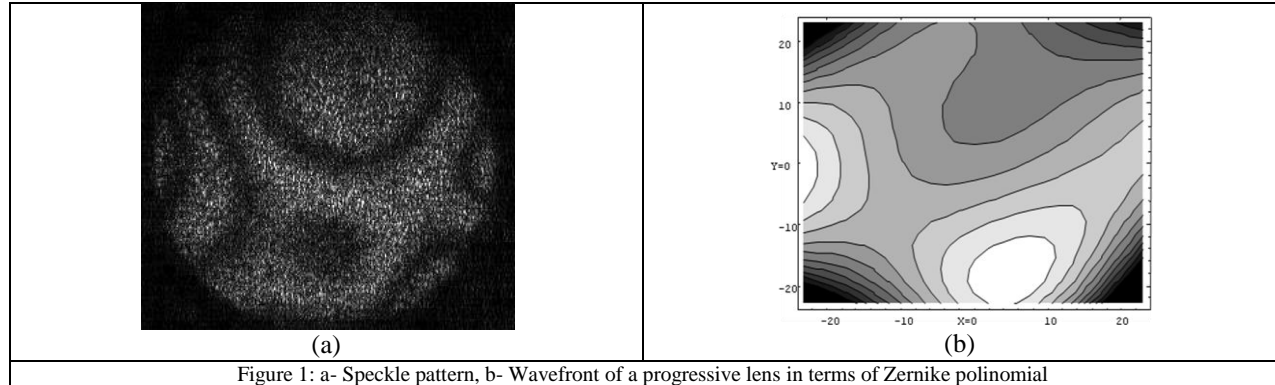 20
10
Y=0
-10
-20
-20
-10
X=0
10
20
(a)
(b)
Figure 1: a- Speckle pattern, b- Wavefront of a progressive lens in terms of Zernike polinomial